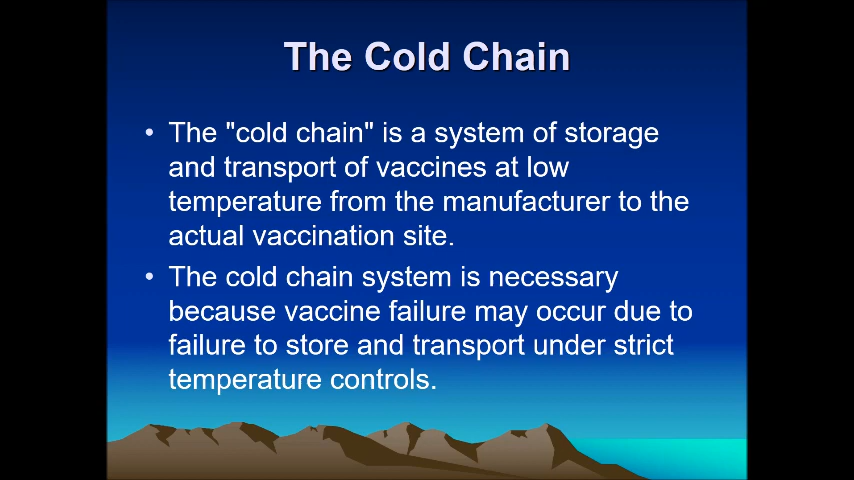 The Cold Chain
• The "cold chain" is a system of storage
and transport of vaccines at low
temperature from the manufacturer to the
actual vaccination site.
• The cold chain system is necessary
because vaccine failure may occur due to
failure to store and transport under strict
temperature controls.